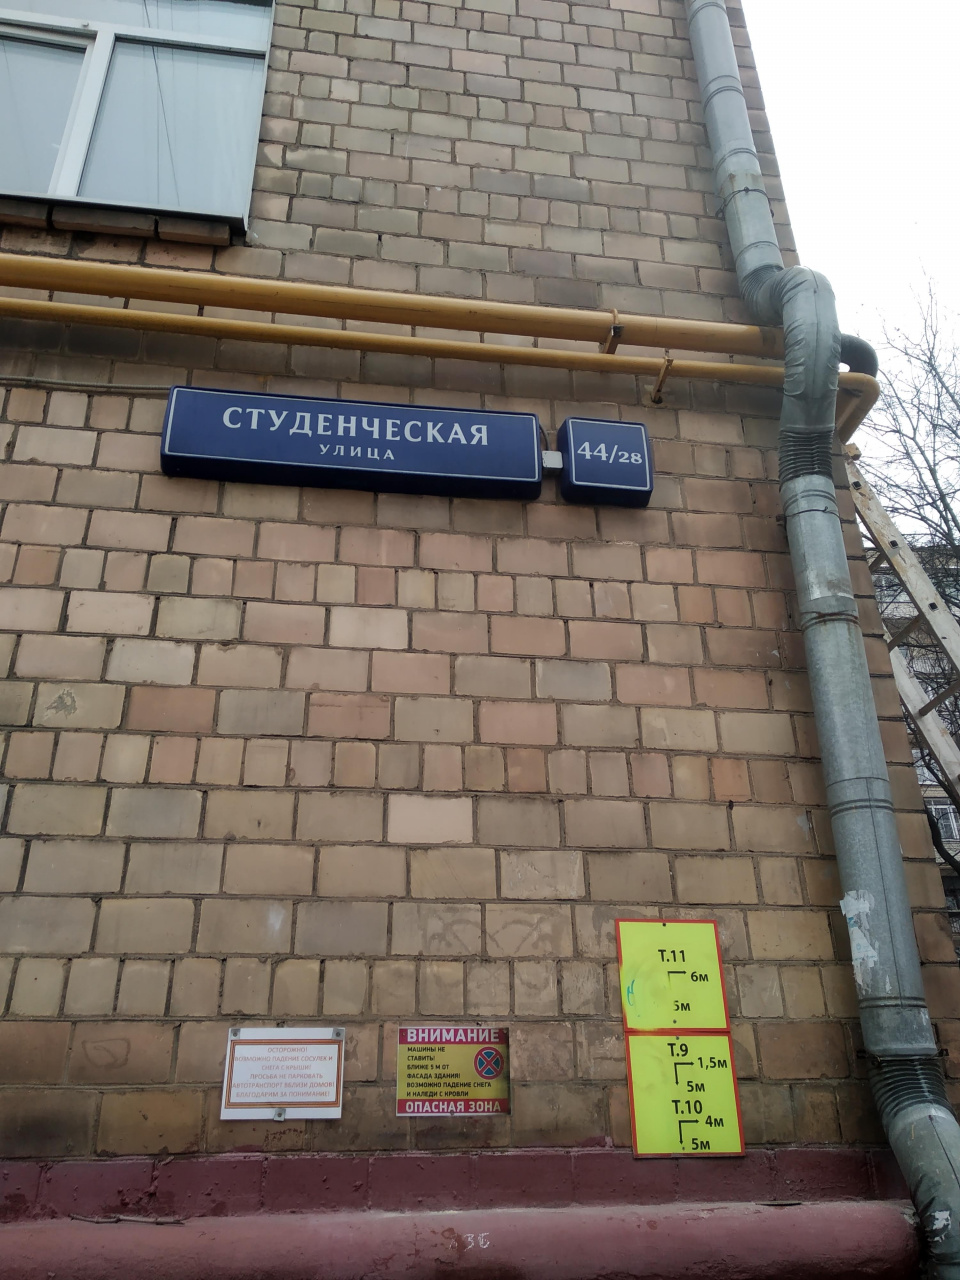 СТУДЕНЧЕСКАЯ
УЛИЦА
44/28
Т.11
6м
5м
Т.9
1,5м
5м
Т.10
4м
5м
ОСТОРОЖНО!
ВОЗМОЖНО ПАДЕНИЕ СОСУЛЕК И
СНЕГА С КРЫШИ!
ПРОСЬБА НЕ ПАРКОВАТЬ
АВТОТРАНСПОРТ ВБЛИЗИ ДОМОВ!
БЛАГОДАРИМ ЗА ПОНИМАНИЕ!
ВНИМАНИЕ
МАШИНЫ НЕ
СТАВИТЬ!
БЛИЖЕ 5 М ОТ
ФАСАДА ЗДАНИЯ!
ВОЗМОЖНО ПАДЕНИЕ СНЕГА
И НАЛЕДИ С КРОВЛИ
ОПАСНАЯ ЗОНА